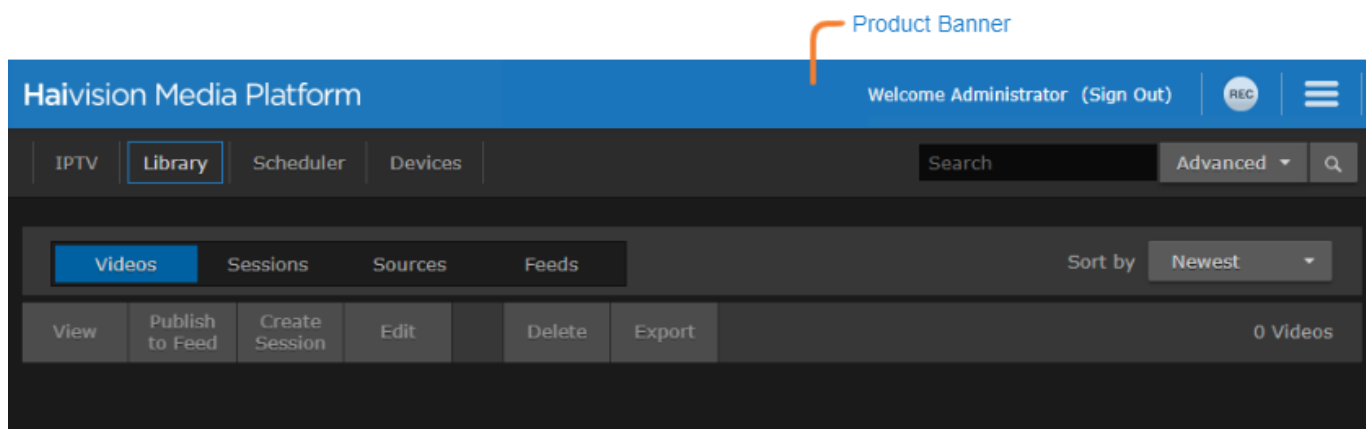 Product Banner
Haivision Media Platform
Welcome Administrator (Sign Out)
REC
IPTV
Library
Scheduler
Devices
Search
Advanced
Videos
Sessions
Sources
Feeds
Sort by
Newest
View
Publish
to Feed
Create
Session
Edit
Delete
Export
0 Videos